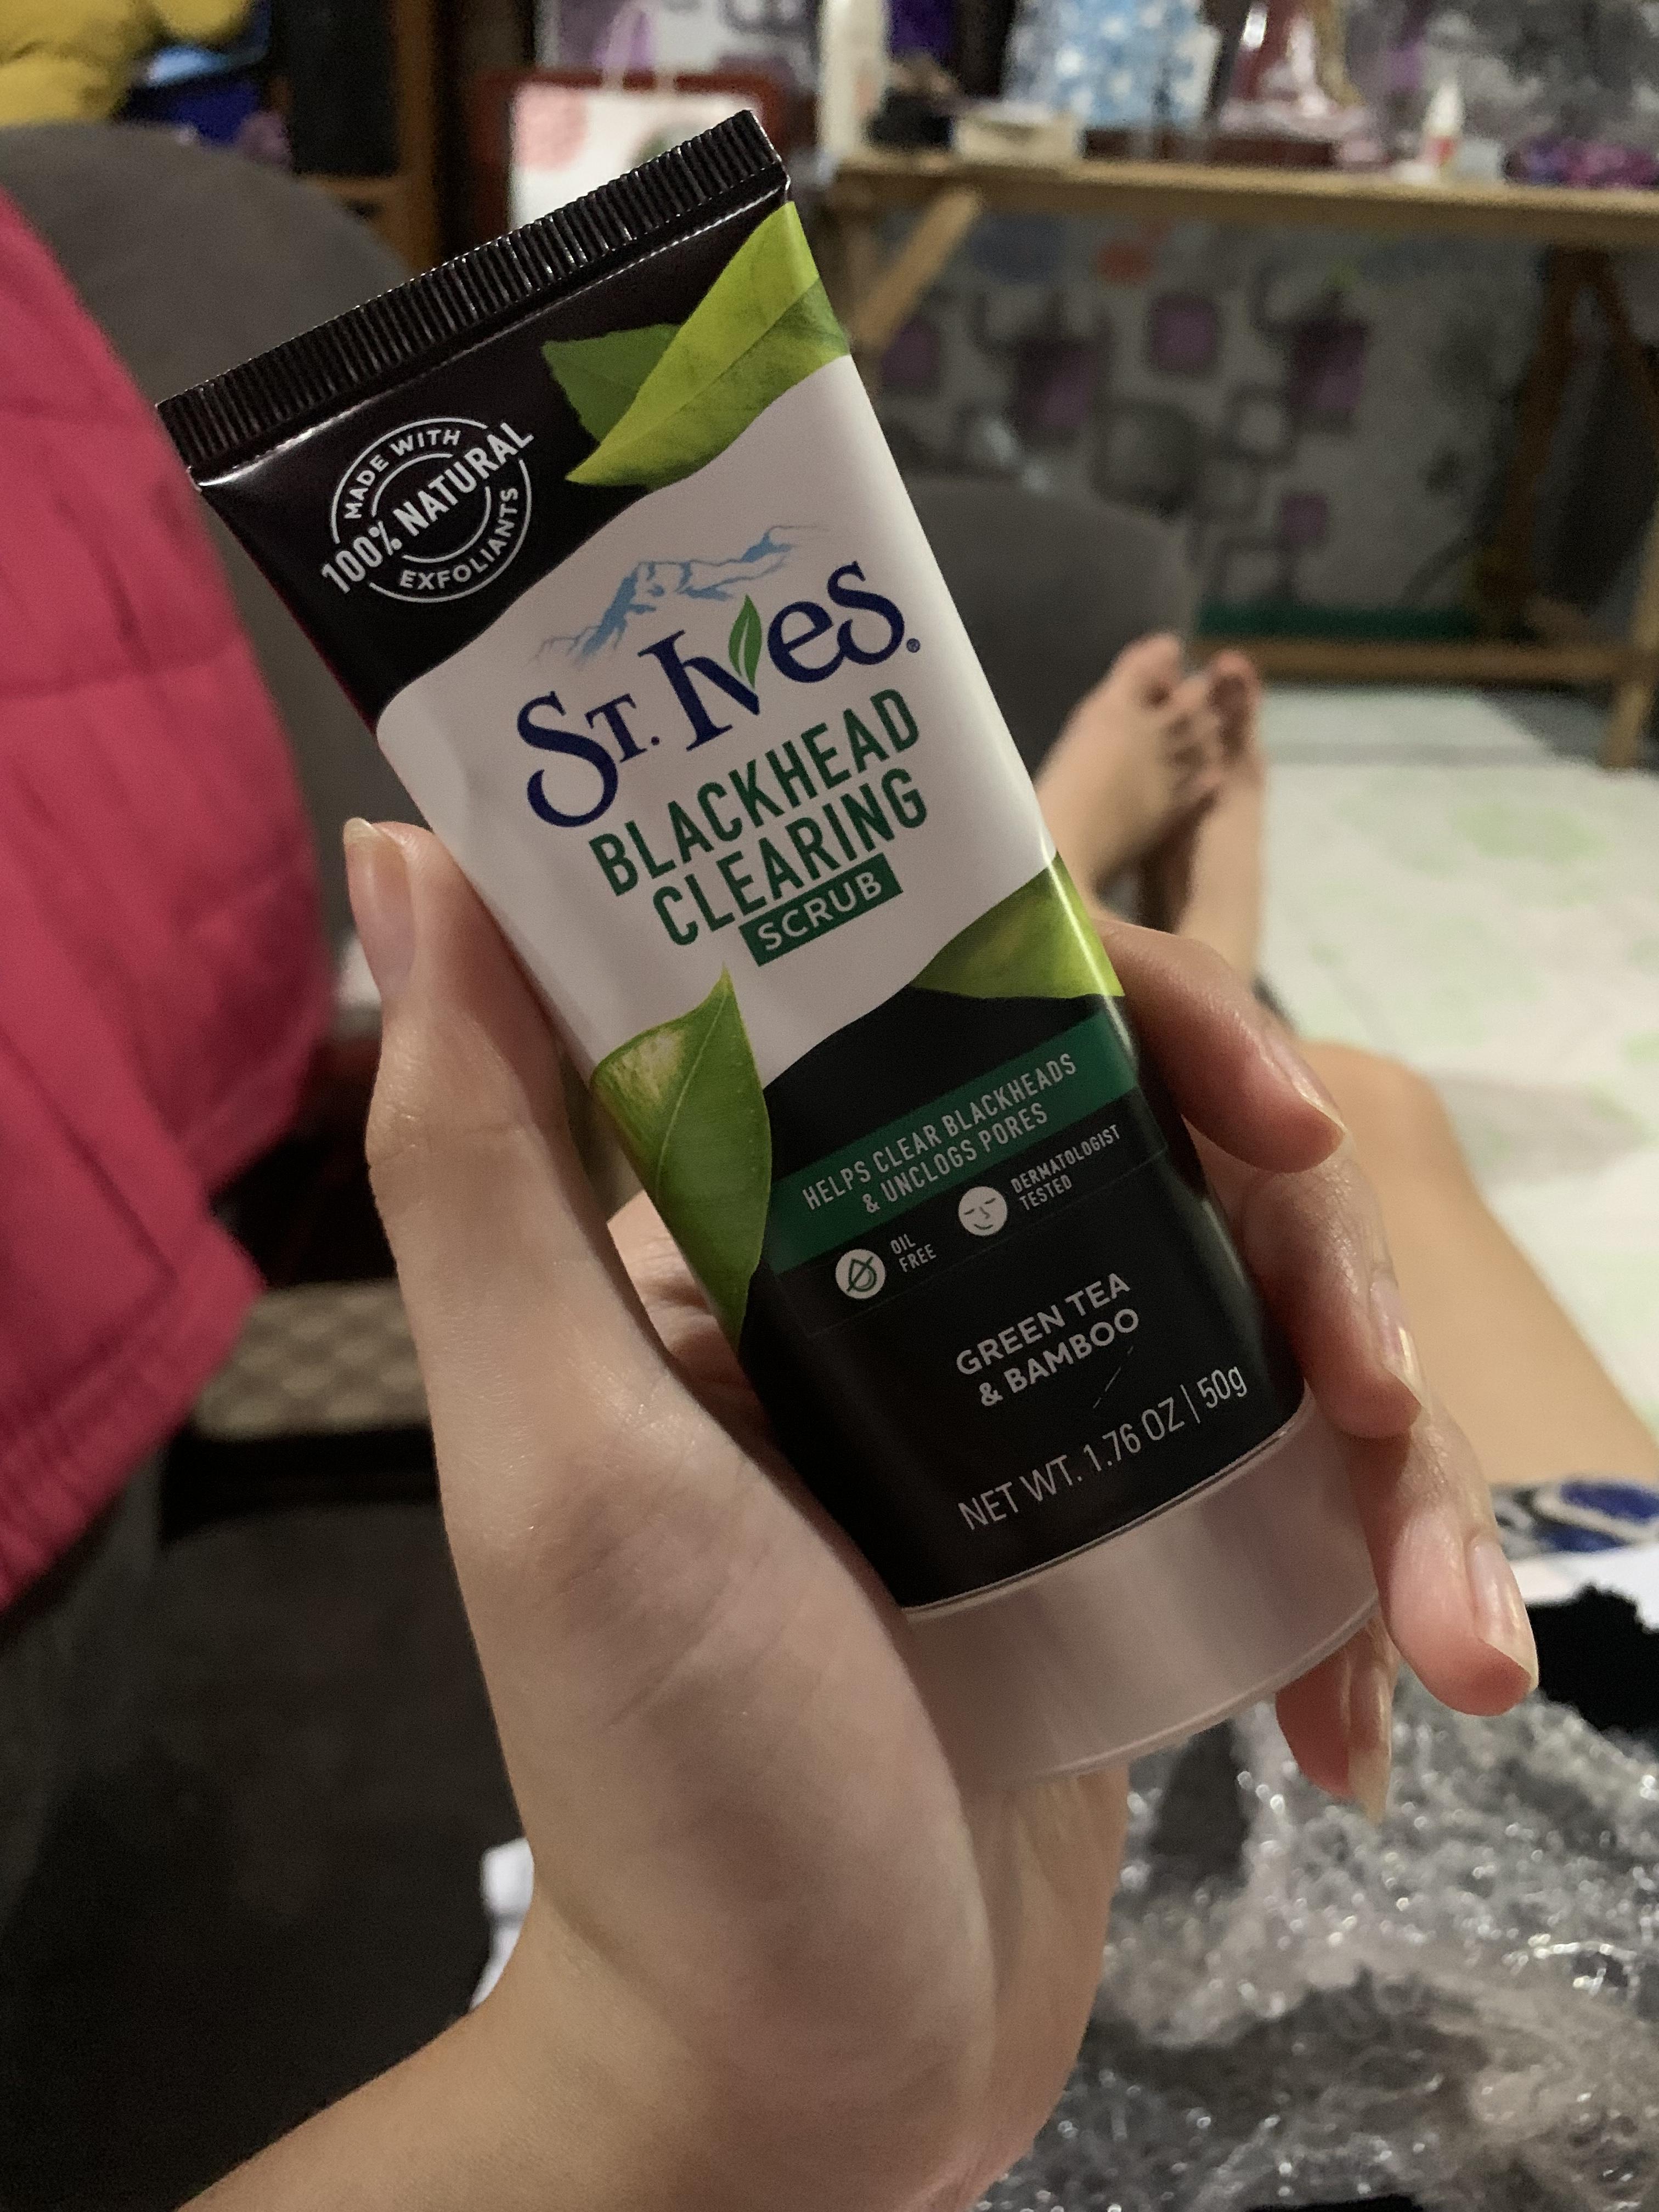 MADE WITH
100% NATURAL
EXFOLIANTS
ST. IVES®
BLACKHEAD
CLEARING
SCRUB
HELPS CLEAR BLACKHEADS
& UNCLOGS PORES
OIL
FREE
DERMATOLOGIST
TESTED
GREEN TEA
& BAMBOO
NET WT. 1.76 OZ | 50g